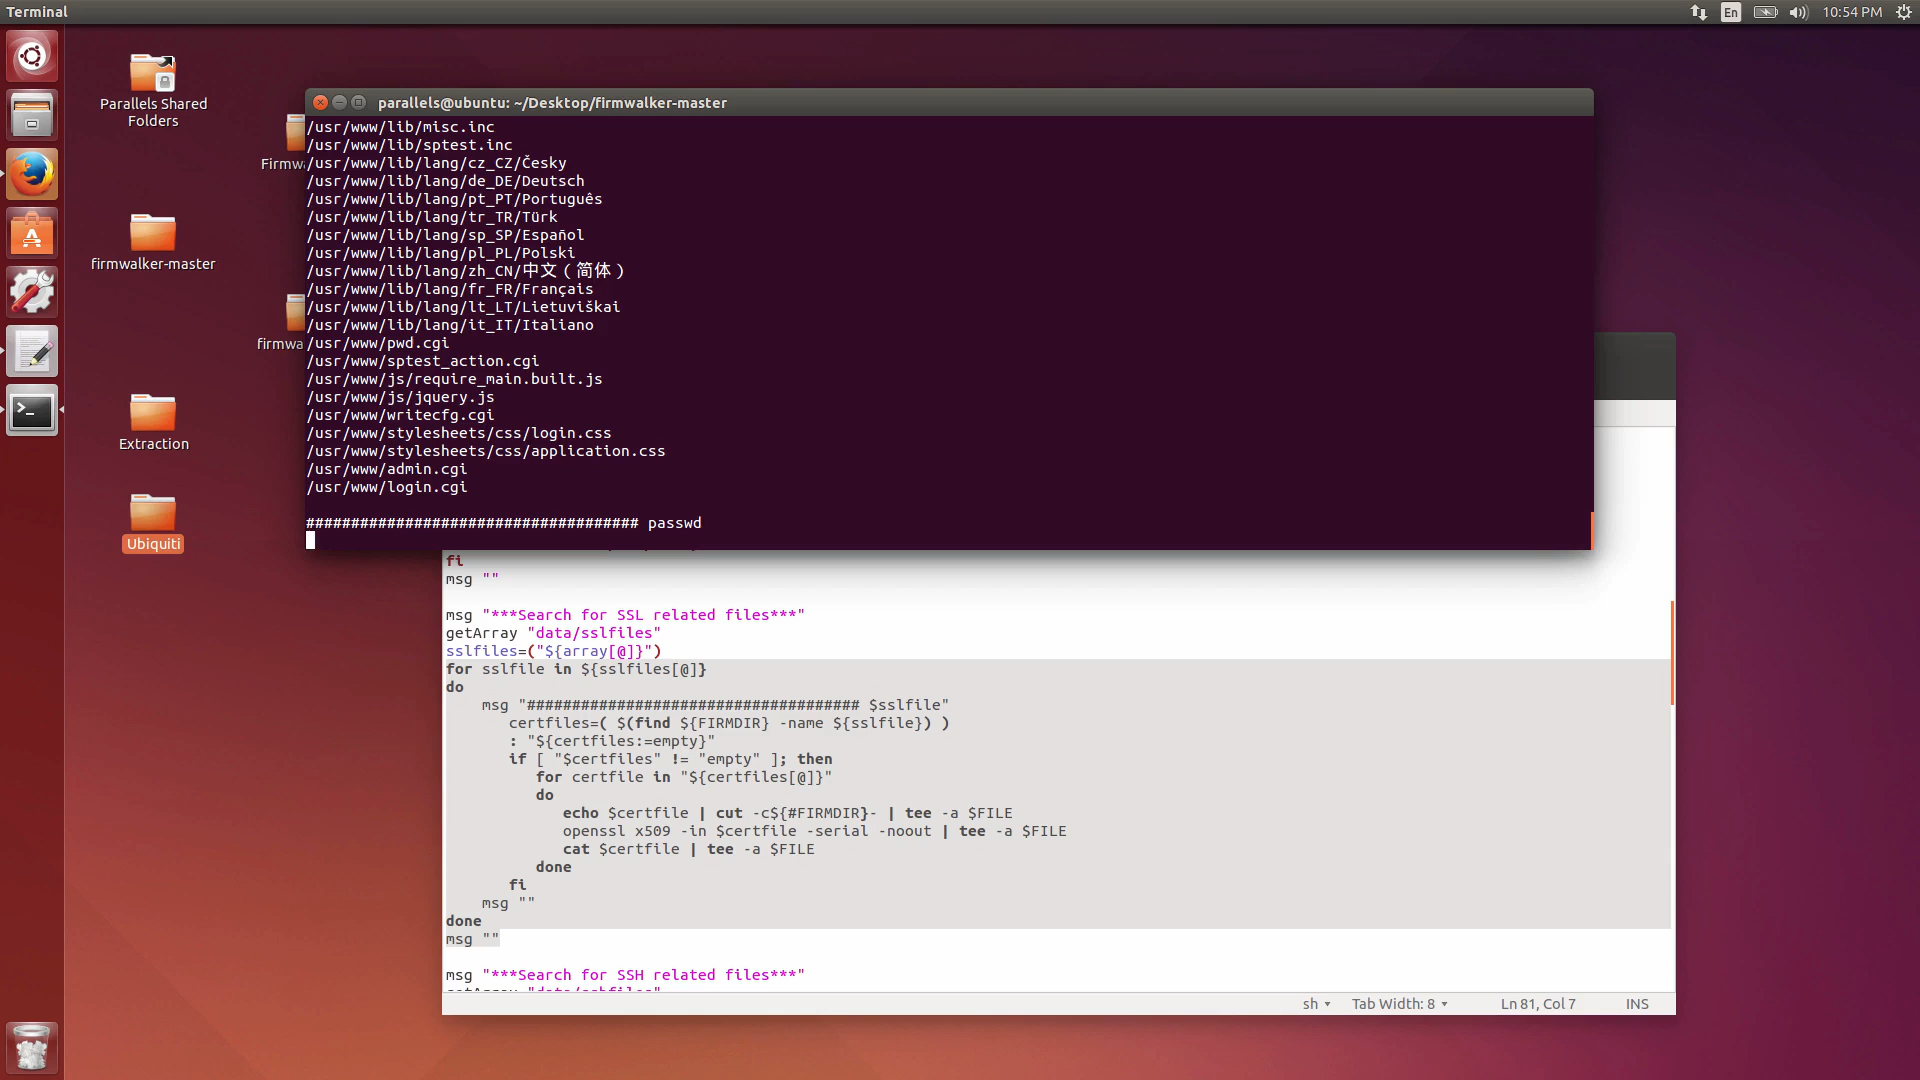 Terminal
En
10:54 PM
Parallels Shared
Folders
Firmwa
firmwalker-master
firmwa
Extraction
Ubiquiti
parallels@ubuntu: ~/Desktop/firmwalker-master
/usr/www/lib/misc.inc
/usr/www/lib/sptest.inc
/usr/www/lib/lang/cz_CZ/Česky
/usr/www/lib/lang/de_DE/Deutsch
/usr/www/lib/lang/pt_PT/Português
/usr/www/lib/lang/tr_TR/Türk
/usr/www/lib/lang/sp_SP/Español
/usr/www/lib/lang/pl_PL/Polski
/usr/www/lib/lang/zh_CN/中文（简体）
/usr/www/lib/lang/fr_FR/Français
/usr/www/lib/lang/lt_LT/Lietuviškai
/usr/www/lib/lang/it_IT/Italiano
/usr/www/pwd.cgi
/usr/www/sptest_action.cgi
/usr/www/js/require_main.built.js
/usr/www/js/jquery.js
/usr/www/writecfg.cgi
/usr/www/stylesheets/css/login.css
/usr/www/stylesheets/css/application.css
/usr/www/admin.cgi
/usr/www/login.cgi
##################################### passwd
fi
msg ""
msg "***Search for SSL related files***"
getArray "data/sslfiles"
sslfiles=("${array[@]}")
for sslfile in ${sslfiles[@]}
do
msg "##################################### $sslfile"
certfiles=( $(find ${FIRMDIR} -name ${sslfile}) )
: "${certfiles:=empty}"
if [ "$certfiles" != "empty" ]; then
for certfile in "${certfiles[@]}"
do
echo $certfile | cut -c${#FIRMDIR}- | tee -a $FILE
openssl x509 -in $certfile -serial -noout | tee -a $FILE
cat $certfile | tee -a $FILE
done
fi
msg ""
done
msg ""
msg "***Search for SSH related files***"
getArray "data/sshfiles"
sh
Tab Width: 8
Ln 81, Col 7
INS